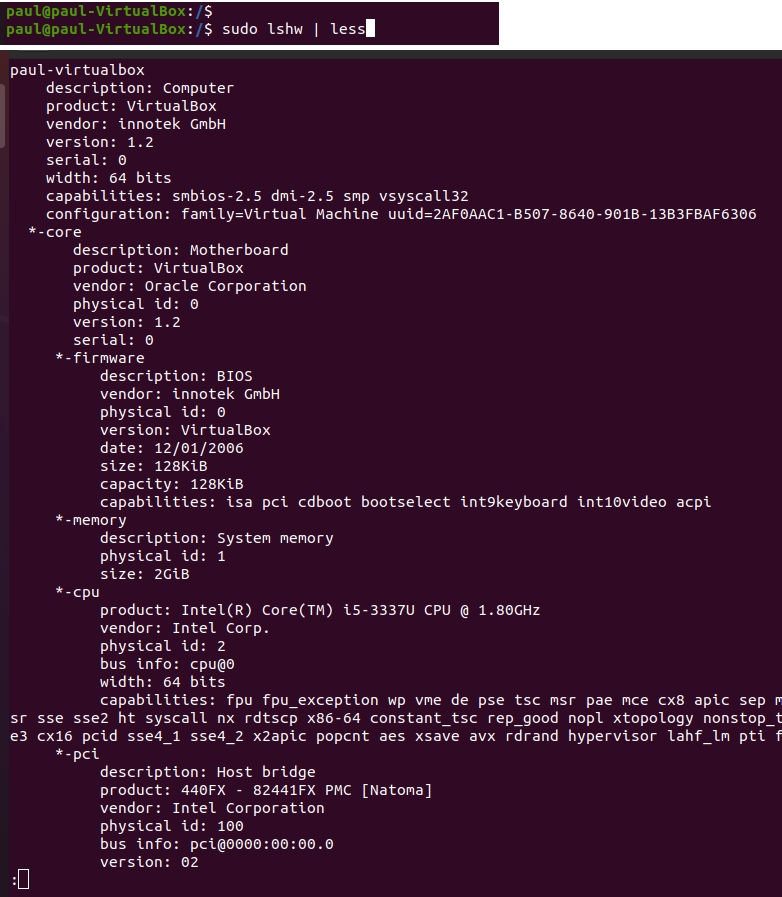 paul@paul-VirtualBox:/$
paul@paul-VirtualBox:/$ sudo lshw | less
paul-virtualbox
    description: Computer
    product: VirtualBox
    vendor: innotek GmbH
    version: 1.2
    serial: 0
    width: 64 bits
    capabilities: smbios-2.5 dmi-2.5 smp vsyscall32
    configuration: family=Virtual Machine uuid=2AF0AAC1-B507-8640-901B-13B3FBAF6306
  *-core
       description: Motherboard
       product: VirtualBox
       vendor: Oracle Corporation
       physical id: 0
       version: 1.2
       serial: 0
     *-firmware
          description: BIOS
          vendor: innotek GmbH
          physical id: 0
          version: VirtualBox
          date: 12/01/2006
          size: 128KiB
          capacity: 128KiB
          capabilities: isa pci cdboot bootselect int9keyboard int10video acpi
     *-memory
          description: System memory
          physical id: 1
          size: 2GiB
     *-cpu
          product: Intel(R) Core(TM) i5-3337U CPU @ 1.80GHz
          vendor: Intel Corp.
          physical id: 2
          bus info: cpu@0
          width: 64 bits
          capabilities: fpu fpu_exception wp vme de pse tsc msr pae mce cx8 apic sep m
sr sse sse2 ht syscall nx rdtscp x86-64 constant_tsc rep_good nopl xtopology nonstop_t
e3 cx16 pcid sse4_1 sse4_2 x2apic popcnt aes xsave avx rdrand hypervisor lahf_lm pti f
     *-pci
          description: Host bridge
          product: 440FX - 82441FX PMC [Natoma]
          vendor: Intel Corporation
          physical id: 100
          bus info: pci@0000:00:00.0
          version: 02
: